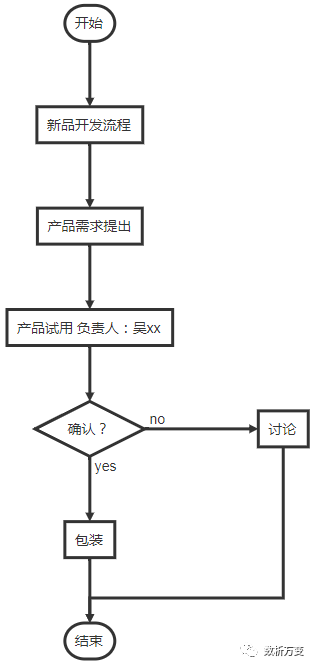 开始
新品开发流程
产品需求提出
产品试用 负责人：吴xx
确认？
no
讨论
yes
包装
结束
数析万变